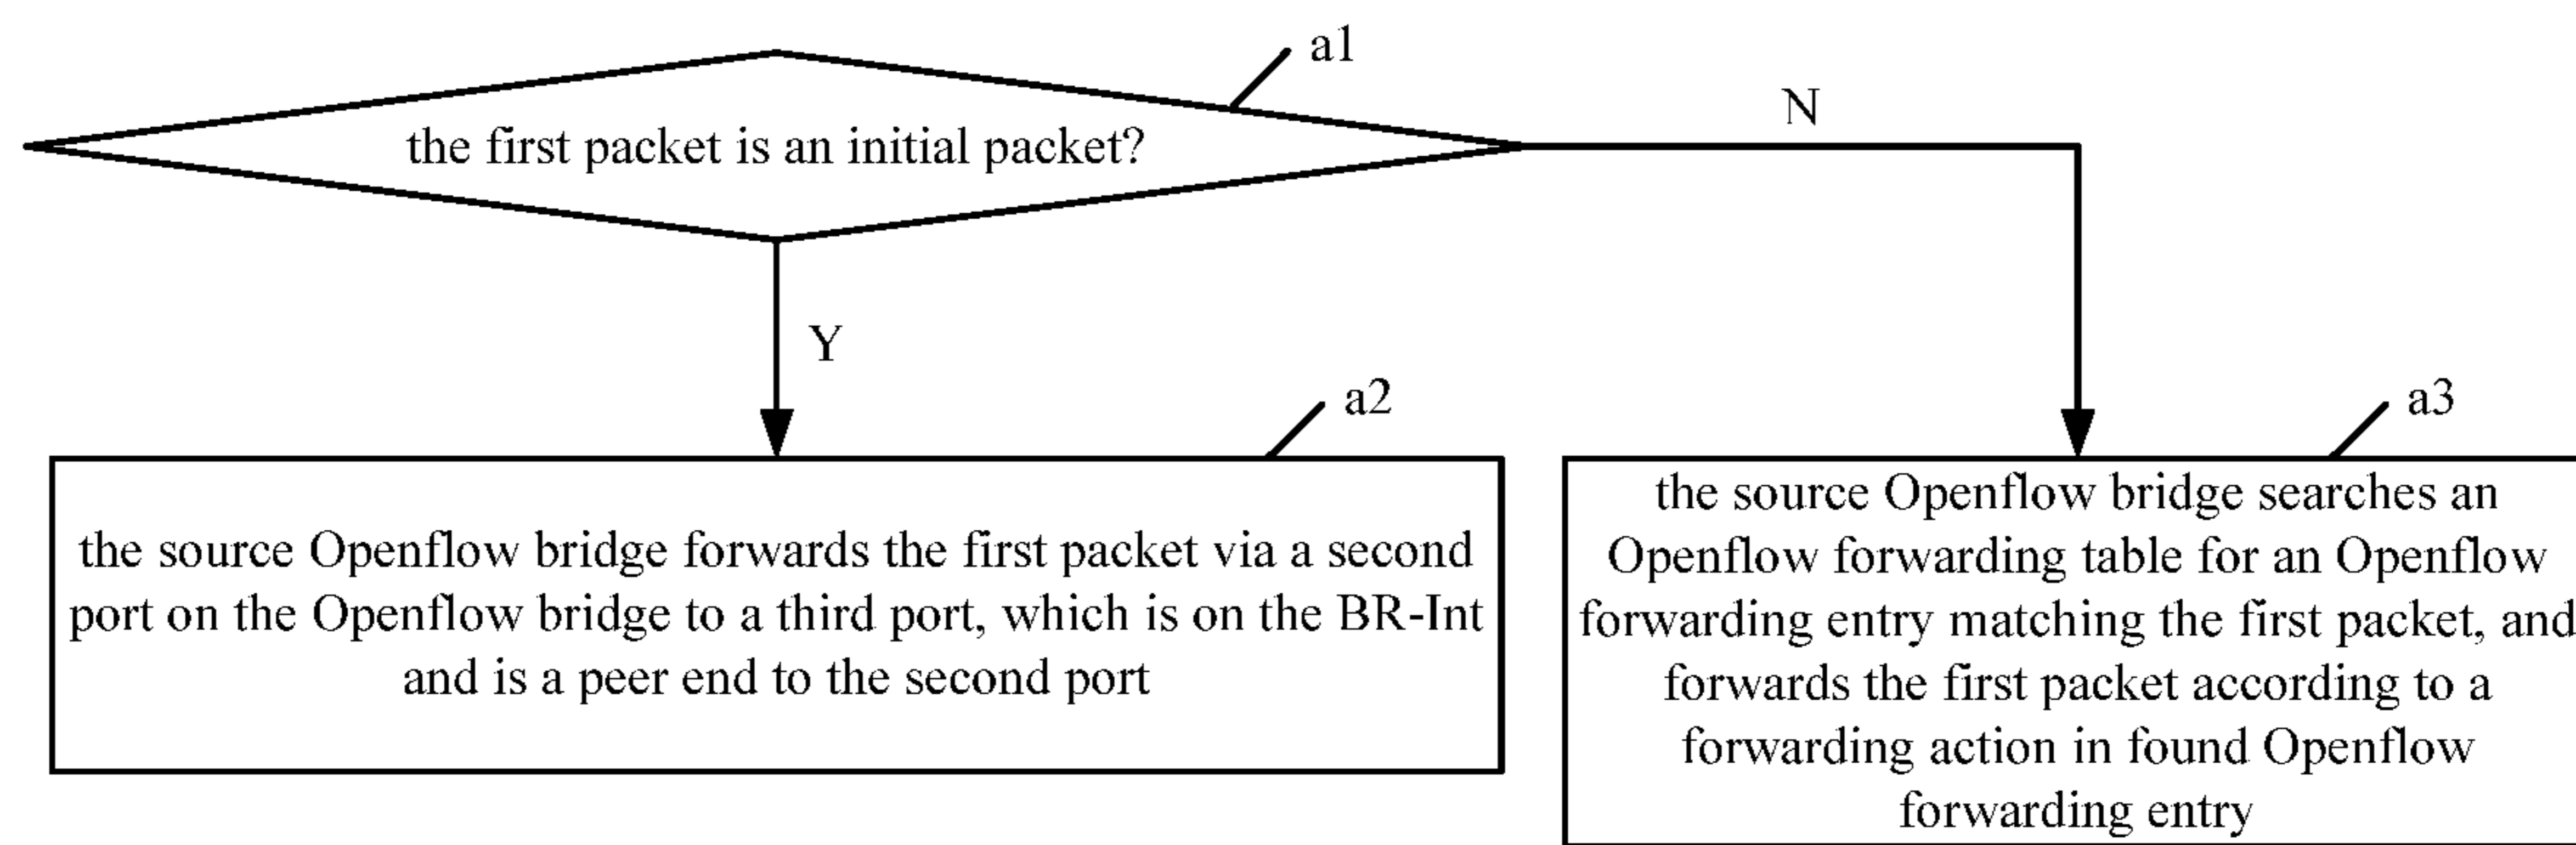 a1
the first packet is an initial packet?
N
Y
a2
a3
the source Openflow bridge forwards the first packet via a second
port on the Openflow bridge to a third port, which is on the BR-Int
and is a peer end to the second port
the source Openflow bridge searches an
Openflow forwarding table for an Openflow
forwarding entry matching the first packet, and
forwards the first packet according to a
forwarding action in found Openflow
forwarding entry